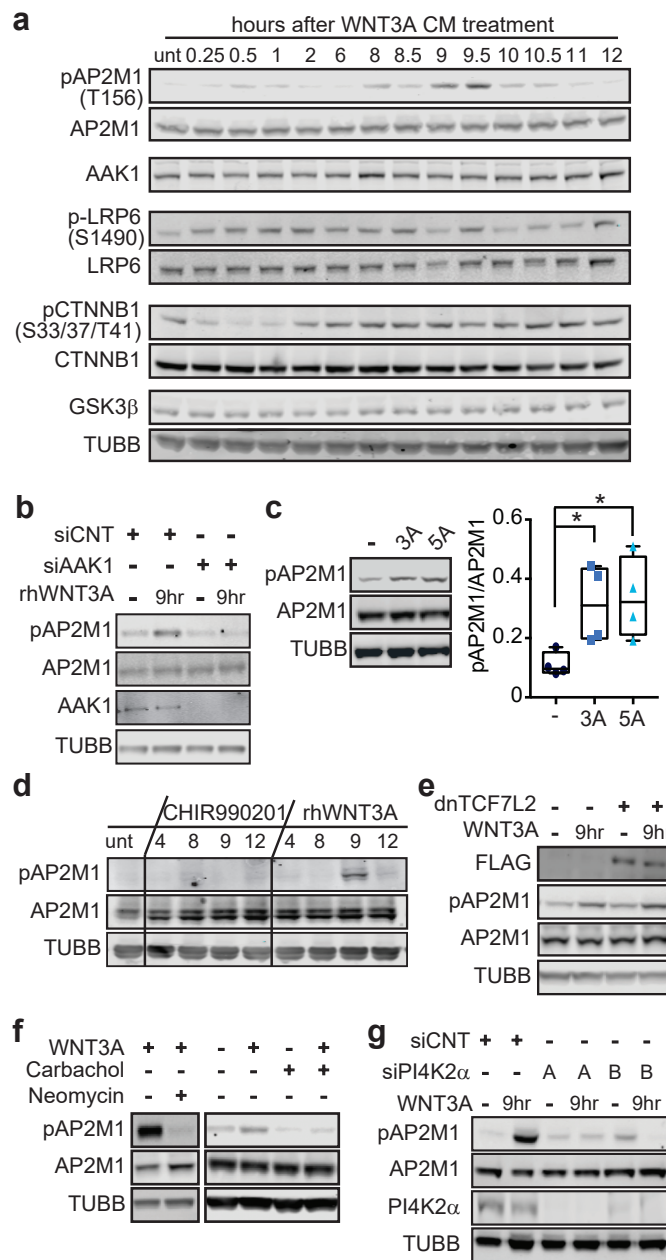 a
hours after WNT3A CM treatment
unt 0.25 0.5 1 2 6 8 8.5 9 9.5 10 10.5 11 12
pAP2M1
(T156)
AP2M1
AAK1
p-LRP6
(S1490)
LRP6
pCTNNB1
(S33/37/T41)
CTNNB1
GSK3β
TUBB
b
siCNT + + - -
siAAK1 - - + +
rhWNT3A - 9hr - 9hr
pAP2M1
AP2M1
AAK1
TUBB
c
- 3A 5A
pAP2M1
AP2M1
TUBB
pAP2M1/AP2M1
0.6
0.4
0.2
0
* *
- 3A 5A
d
CHIR990201 rhWNT3A
unt 4 8 9 12 4 8 9 12
pAP2M1
AP2M1
TUBB
e
dnTCF7L2 - - + +
WNT3A - 9hr - 9h
FLAG
pAP2M1
AP2M1
TUBB
f
WNT3A + + - + - +
Carbachol - - - - + +
Neomycin - + - - - -
pAP2M1
AP2M1
TUBB
g
siCNT + + - - - -
siPI4K2α - - A A B B
WNT3A - 9hr - 9hr - 9hr
pAP2M1
AP2M1
PI4K2α
TUBB